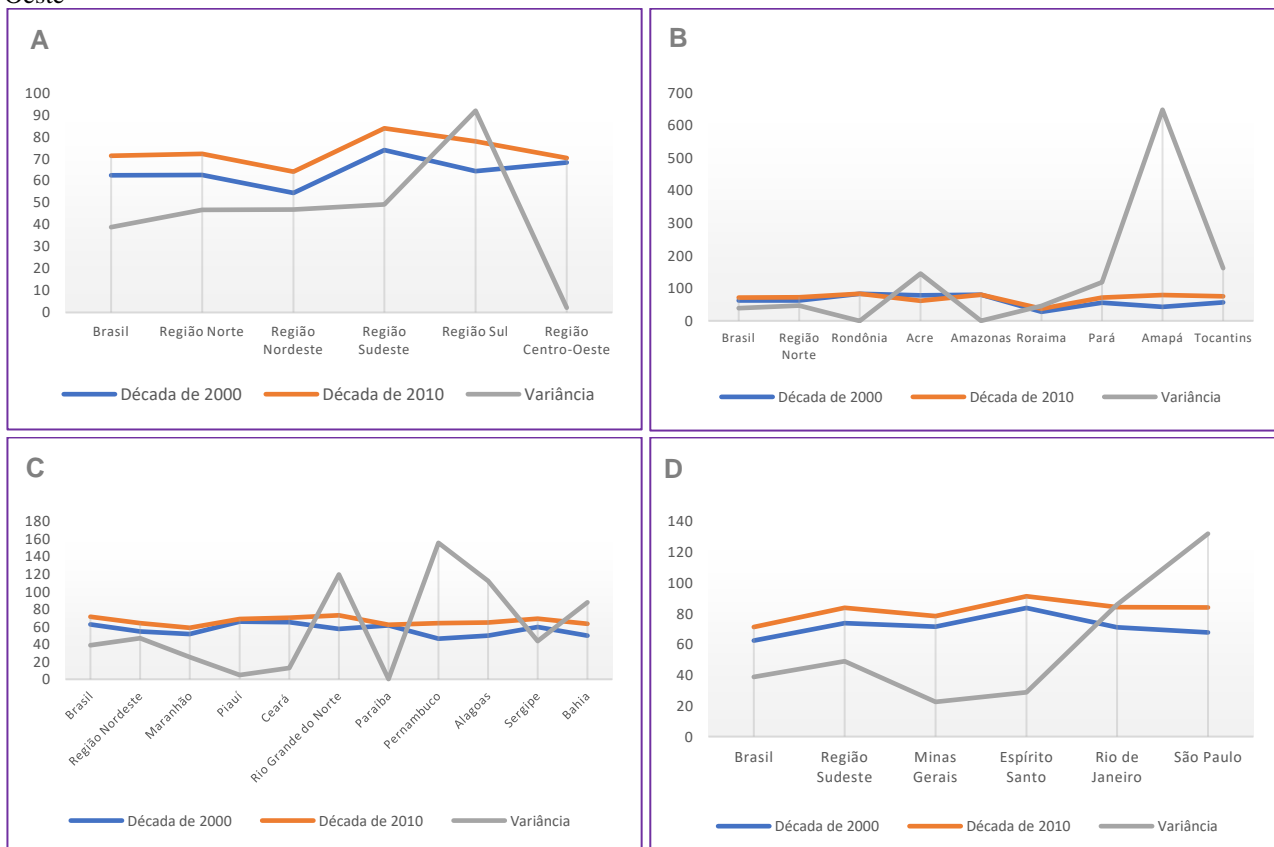 Oeste
A
100
90
80
70
60
50
40
30
20
10
0
Brasil
Região Norte
Região
Nordeste
Região
Sudeste
Região Sul
Região
Centro-Oeste
Década de 2000
Década de 2010
Variância
B
700
600
500
400
300
200
100
0
Brasil
Região
Norte
Rondônia
Acre
Amazonas
Roraima
Pará
Amapá
Tocantins
Década de 2000
Década de 2010
Variância
C
180
160
140
120
100
80
60
40
20
0
Brasil
Região Nordeste
Maranhão
Piauí
Ceará
Rio Grande do Norte
Paraíba
Pernambuco
Alagoas
Sergipe
Bahia
Década de 2000
Década de 2010
Variância
D
140
120
100
80
60
40
20
0
Brasil
Região
Sudeste
Minas
Gerais
Espírito
Santo
Rio de
Janeiro
São Paulo
Década de 2000
Década de 2010
Variância